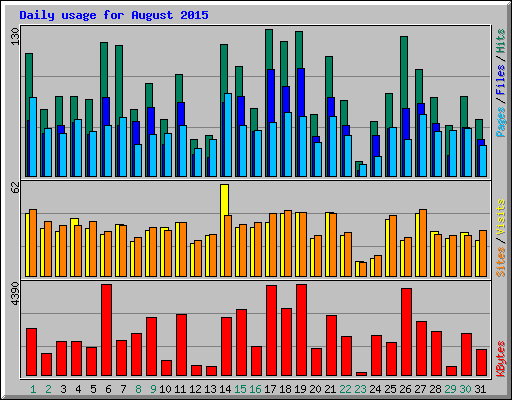 Daily usage for August 2015
130
Pages / Files / Hits
62
Sites / Visits
4390
KBytes
1 2 3 4 5 6 7 8 9 10 11 12 13 14 15 16 17 18 19 20 21 22 23 24 25 26 27 28 29 30 31